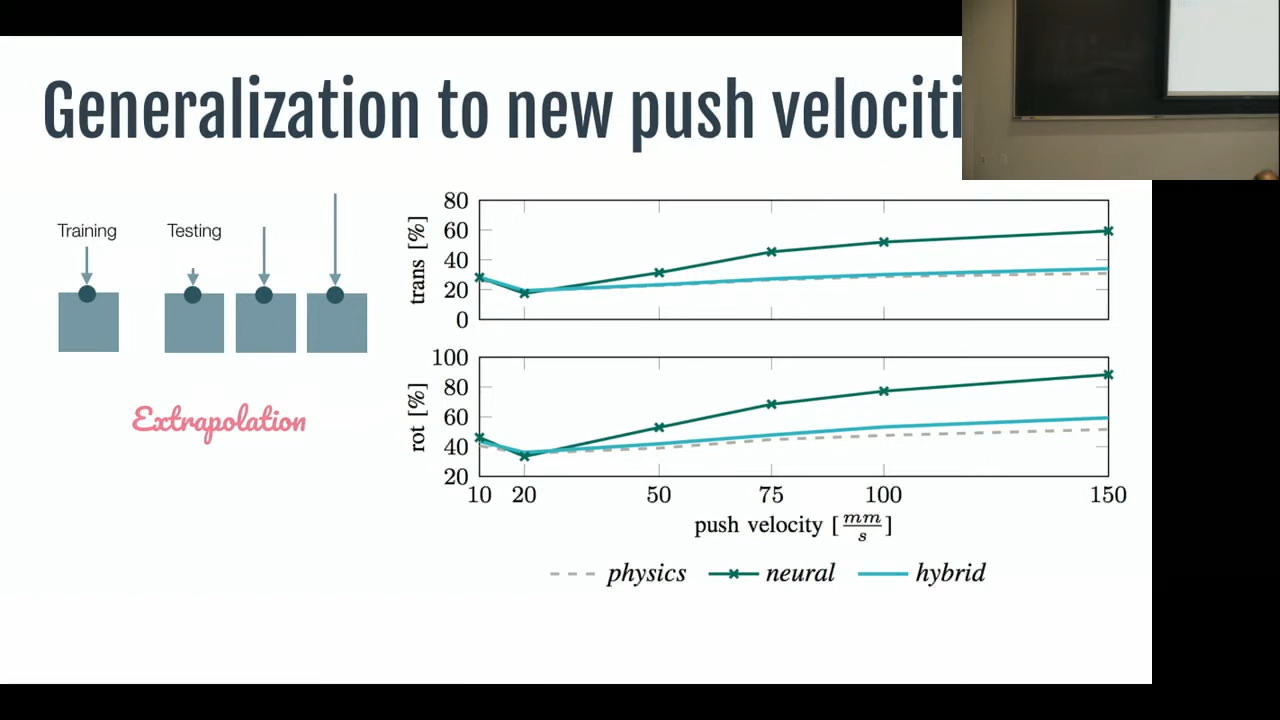 Generalization to new push velociti
Training
Testing
Extrapolation
trans [%]
80
60
40
20
0
rot [%]
100
80
60
40
20
10 20 50 75 100 150
push velocity [mm/s]
physics neural hybrid